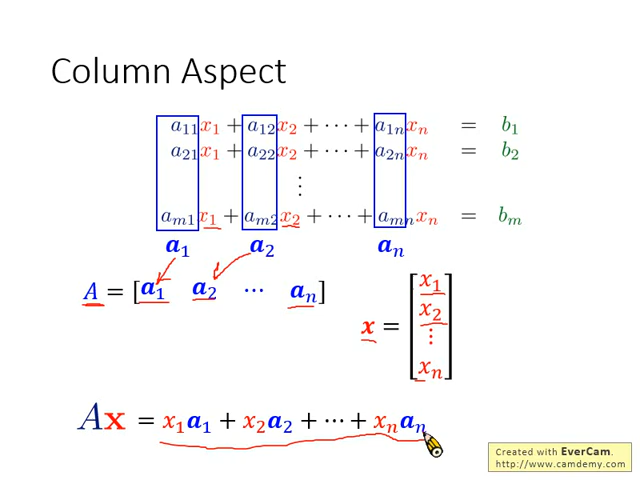 Column Aspect
a₁₁x₁ + a₁₂x₂ + ⋯ + a₁ₙxₙ = b₁
a₂₁x₁ + a₂₂x₂ + ⋯ + a₂ₙxₙ = b₂
⋮
aₘ₁x₁ + aₘ₂x₂ + ⋯ + aₘₙxₙ = bₘ
a₁ a₂ aₙ
A = [a₁ a₂ ⋯ aₙ]
x = [x₁ x₂ ⋮ xₙ]
Ax = x₁a₁ + x₂a₂ + ⋯ + xₙaₙ
Created with EverCam.
http://www.camdemy.com